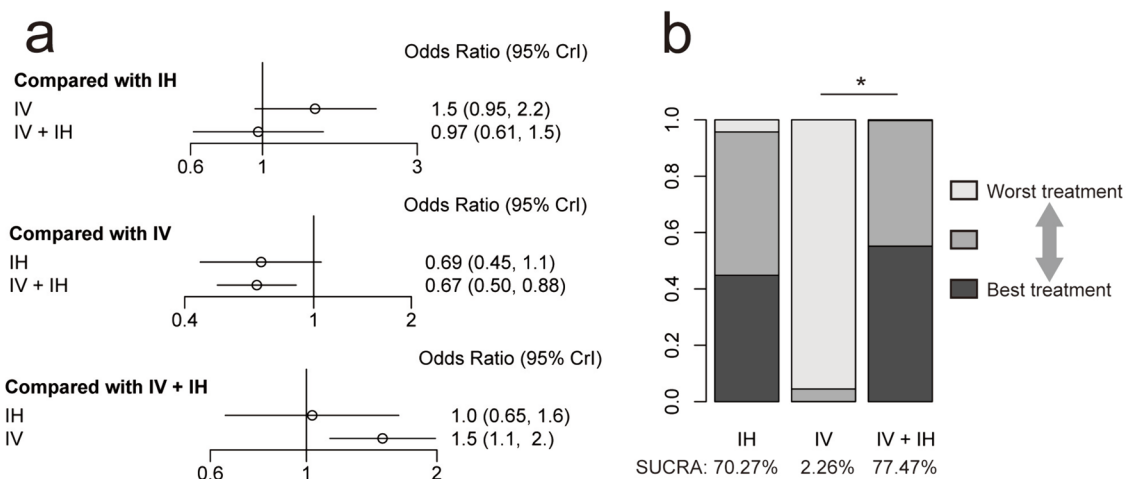 a
Odds Ratio (95% CrI)
Compared with IH
IV 1.5 (0.95, 2.2)
IV + IH 0.97 (0.61, 1.5)
0.6 1 3
Odds Ratio (95% CrI)
Compared with IV
IH 0.69 (0.45, 1.1)
IV + IH 0.67 (0.50, 0.88)
0.4 1 2
Odds Ratio (95% CrI)
Compared with IV + IH
IH 1.0 (0.65, 1.6)
IV 1.5 (1.1, 2.)
0.6 1 2
b
*
1.0
0.8
0.6
0.4
0.2
0.0
Worst treatment
Best treatment
IH IV IV + IH
SUCRA: 70.27% 2.26% 77.47%